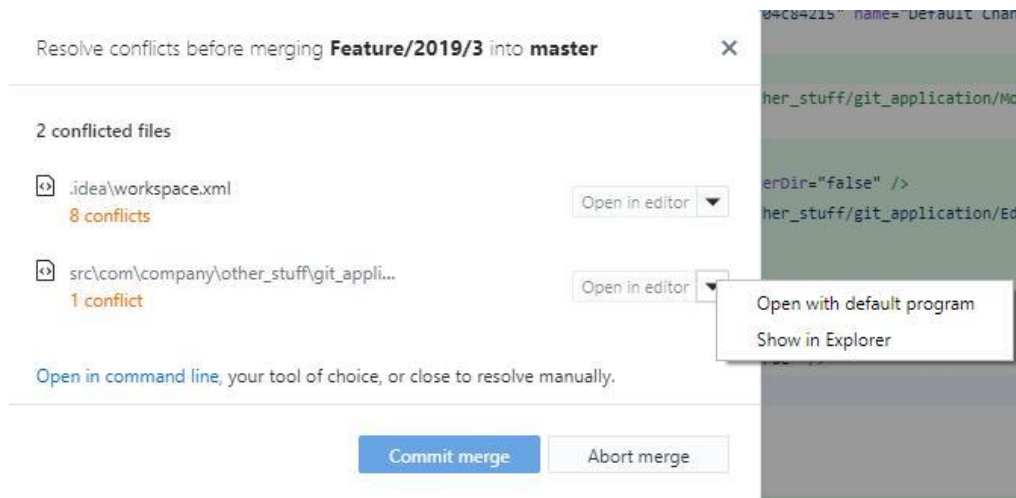 04c84215" name="Default Chan
Resolve conflicts before merging Feature/2019/3 into master
her_stuff/git_application/Mo
2 conflicted files
.idea\workspace.xml
8 conflicts
Open in editor
erDir="false" />
her_stuff/git_application/Ed
src\com\company\other_stuff\git_appli...
1 conflict
Open in editor
Open with default program
Show in Explorer
Open in command line, your tool of choice, or close to resolve manually.
Commit merge
Abort merge